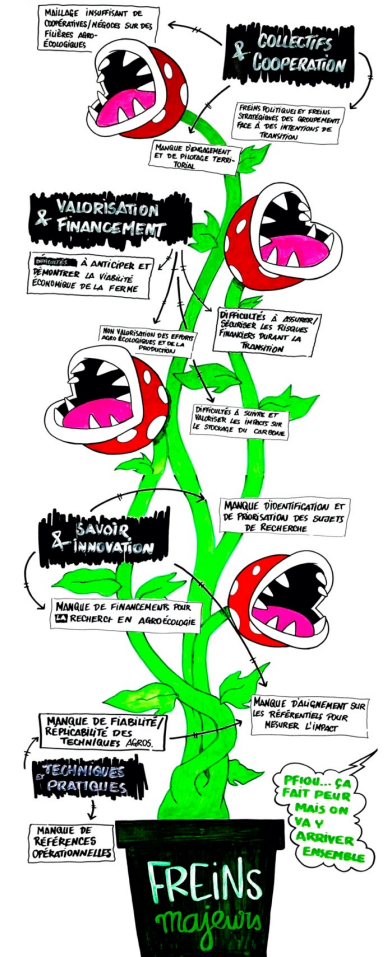 MAILLAGE INSUFFISANT DE
COOPÉRATIVES/NÉGOCES SUR DES
FILIÈRES AGRO-
ÉCOLOGIQUES
COLLECTIFS
& COOPERATION
FREINS POLITIQUES ET FREINS
STRATÉGIQUES DES GROUPEMENTS
FACE À DES INTENTIONS DE
TRANSITION
MANQUE D'ENGAGEMENT
ET DE PILOTAGE TERRI-
TORIAL
VALORISATION
& FINANCEMENT
DIFFICULTÉS À ANTICIPER ET
DÉMONTRER LA VIABILITÉ
ÉCONOMIQUE DE LA FERME
DIFFICULTÉS À ASSURER/
SÉCURISER LES RISQUES
FINANCIERS DURANT LA
TRANSITION
NON VALORISATION DES EFFORTS
AGRO ÉCOLOGIQUES ET DE LA
PRODUCTION
DIFFICULTÉS À SUIVRE ET
VALORISER LES IMPACTS SUR
LE STOCKAGE DU CARBONE
MANQUE D'IDENTIFICATION ET
DE PRIORISATION DES SUJETS
DE RECHERCHE
SAVOIR
& INNOVATION
MANQUE DE FINANCEMENTS POUR
LA RECHERCH EN AGROÉCOLOGIE
MANQUE D'ALIGNEMENT SUR
LES RÉFÉRENTIELS POUR
MESURER L'IMPACT
MANQUE DE FIABILITÉ/
RÉPLICABILITÉ DES
TECHNIQUES AGROS.
TECHNIQUES
ET PRATIQUES
MANQUE DE
RÉFÉRENCES
OPÉRATIONNELLES
PFIOU... ÇA
FAIT PEUR
MAIS ON
VA Y
ARRIVER
ENSEMBLE
FREINS
majeurs